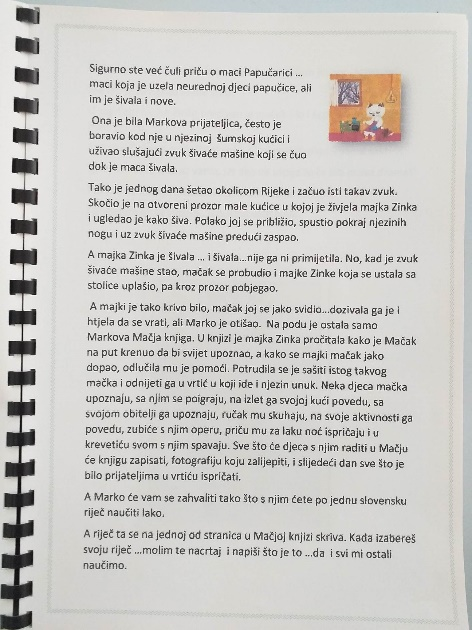 Sigurno ste već čuli priču o maci Papučarici ...
maci koja je uzela neurednoj djeci papučice, ali
im je šivala i nove.
Ona je bila Markova prijateljica, često je
boravio kod nje u njezinoj šumskoj kućici i
uživao slušajući zvuk šivaće mašine koji se čuo
dok je maca šivala.
Tako je jednog dana šetao okolicom Rijeke i začuo isti takav zvuk.
Skočio je na otvoreni prozor male kućice u kojoj je živjela majka Zinka
i ugledao je kako šiva. Polako joj se približio, spustio pokraj njezinih
nogu i uz zvuk šivaće mašine predući zaspao.
A majka Zinka je šivala ... i šivala...nije ga ni primijetila. No, kad je zvuk
šivaće mašine stao, mačak se probudio i majke Zinke koja se ustala sa
stolice uplašio, pa kroz prozor pobjegao.
A majki je tako krivo bilo, mačak joj se jako svidio...dozivala ga je i
htjela da se vrati, ali Marko je otišao. Na podu je ostala samo
Markova Mačja knjiga. U knjizi je majka Zinka pročitala kako je Mačak
na put krenuo da bi svijet upoznao, a kako se majki mačak jako
dopao, odlučila mu je pomoći. Potrudila se je sašiti istog takvog
mačka i odnijeti ga u vrtić u koji ide i njezin unuk. Neka djeca mačka
upoznaju, sa njim se poigraju, na izlet ga svojoj kući povedu, sa
svojom obitelji ga upoznaju, ručak mu skuhaju, na svoje aktivnosti ga
povedu, zubiće s njim operu, priču mu za laku noć ispričaju i u
krevetiću svom s njim spavaju. Sve što će djeca s njim raditi u Mačju
će knjigu zapisati, fotografiju koju zalijepiti, i slijedeći dan sve što je
bilo prijateljima u vrtiću ispričati.
A Marko će vam se zahvaliti tako što s njim ćete po jednu slovensku
riječ naučiti lako.
A riječ ta se na jednoj od stranica u Mačjoj knjizi skriva. Kada izabereš
svoju riječ ...molim te nacrtaj i napiši što je to ...da i svi mi ostali
naučimo.